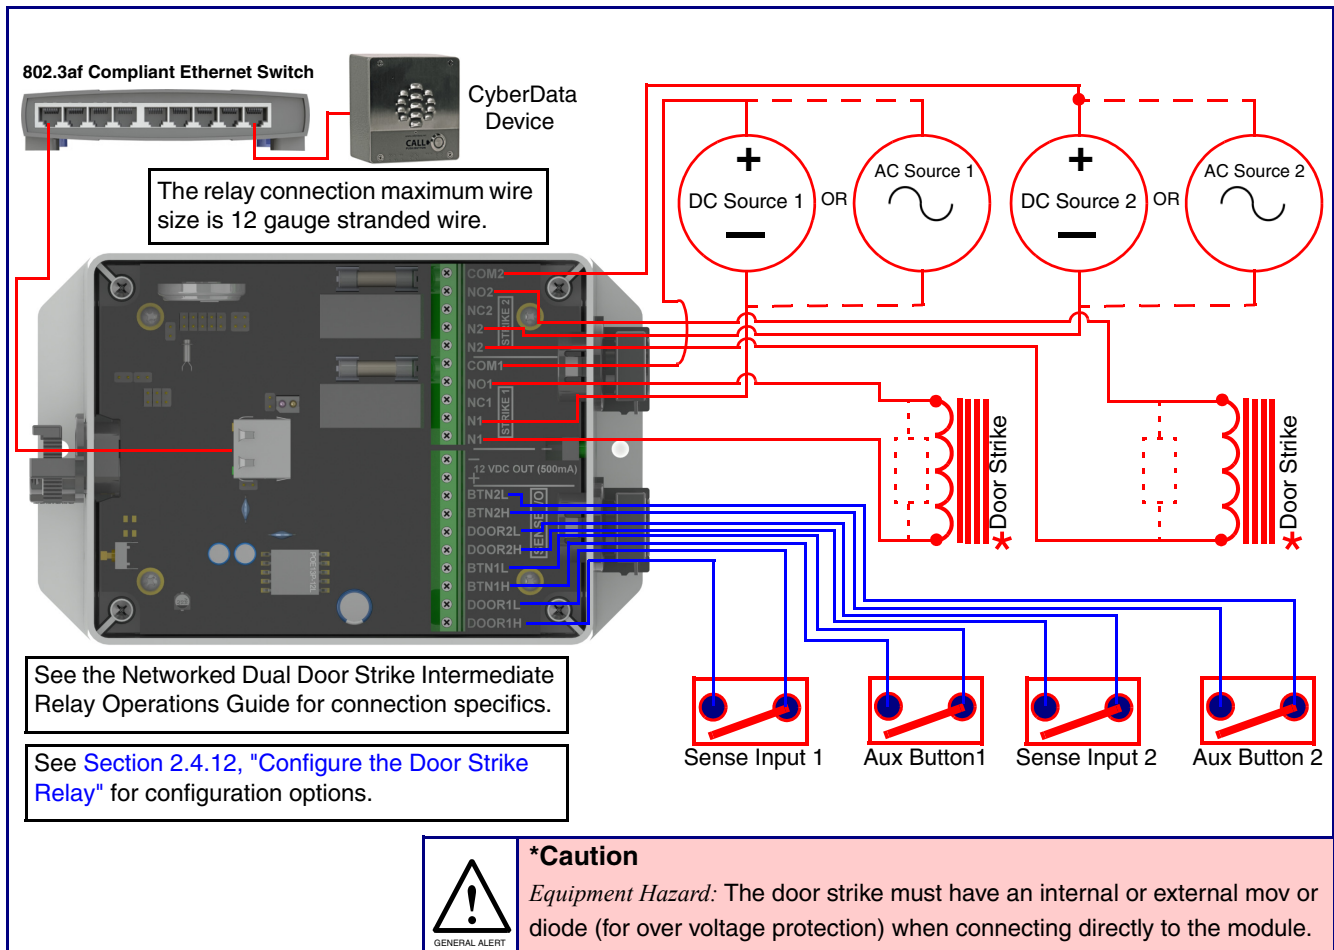 802.3af Compliant Ethernet Switch
CyberData
Device
CALL
The relay connection maximum wire
size is 12 gauge stranded wire.
+
DC Source 1
OR
AC Source 1
+
DC Source 2
OR
AC Source 2
COM2
NO2
NC2
N2
N2
STRIKE 2
COM1
NO1
NC1
N1
N1
STRIKE 1
−
+
12 VDC OUT (500mA)
BTN2L
BTN2H
DOOR2L
DOOR2H
BTN1L
BTN1H
DOOR1L
DOOR1H
*Door Strike
*Door Strike
Sense Input 1
Aux Button1
Sense Input 2
Aux Button 2
See the Networked Dual Door Strike Intermediate
Relay Operations Guide for connection specifics.
See Section 2.4.12, "Configure the Door Strike
Relay" for configuration options.
GENERAL ALERT
*Caution
Equipment Hazard: The door strike must have an internal or external mov or
diode (for over voltage protection) when connecting directly to the module.